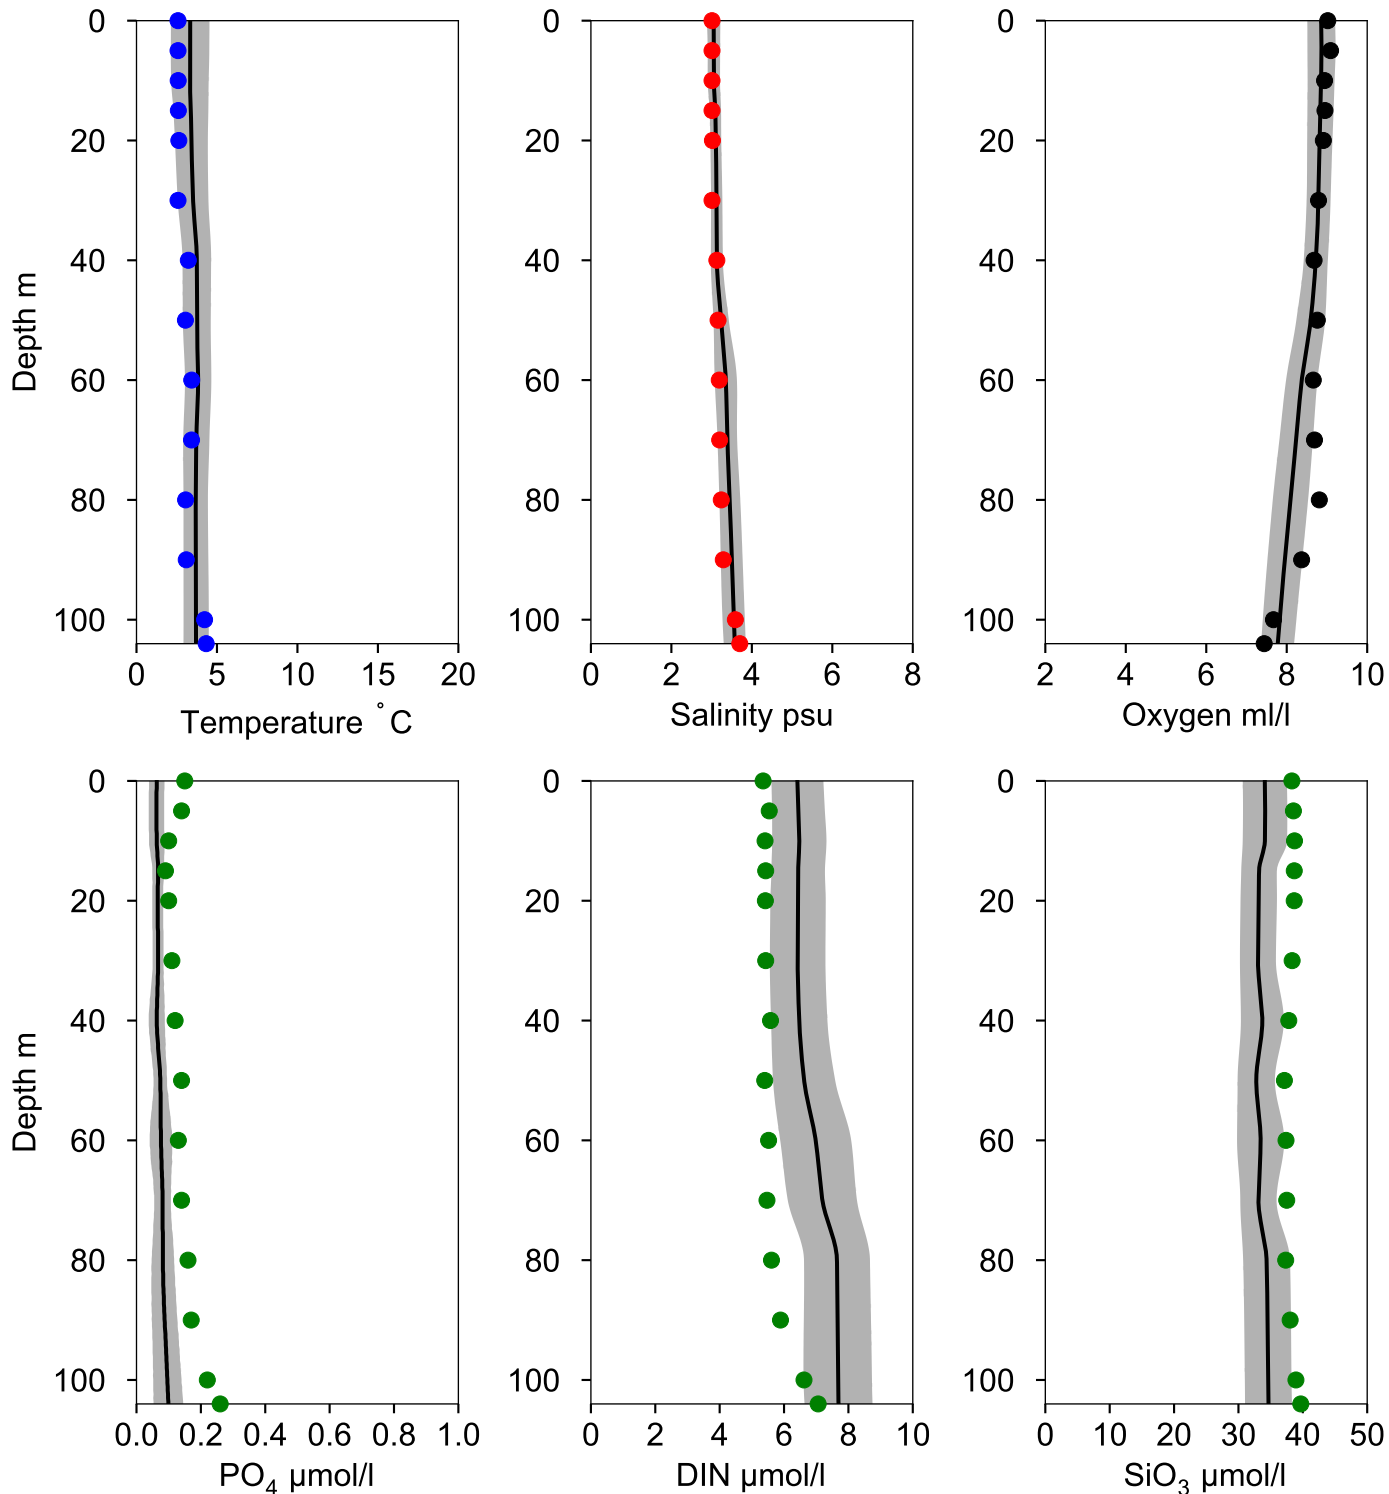 0 0 0
20 20 20
40 40 40
Depth m
60 60 60
80 80 80
100 100 100
0 5 10 15 20 0 2 4 6 8 2 4 6 8 10
Temperature ˚C Salinity psu Oxygen ml/l
0 0 0
20 20 20
40 40 40
Depth m
60 60 60
80 80 80
100 100 100
0.0 0.2 0.4 0.6 0.8 1.0 0 2 4 6 8 10 0 10 20 30 40 50
PO₄ µmol/l DIN µmol/l SiO₃ µmol/l